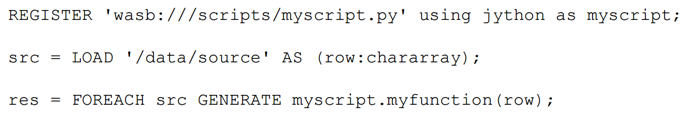 REGISTER 'wasb:///scripts/myscript.py' using jython as myscript;
src = LOAD '/data/source' AS (row:chararray);
res = FOREACH src GENERATE myscript.myfunction(row);